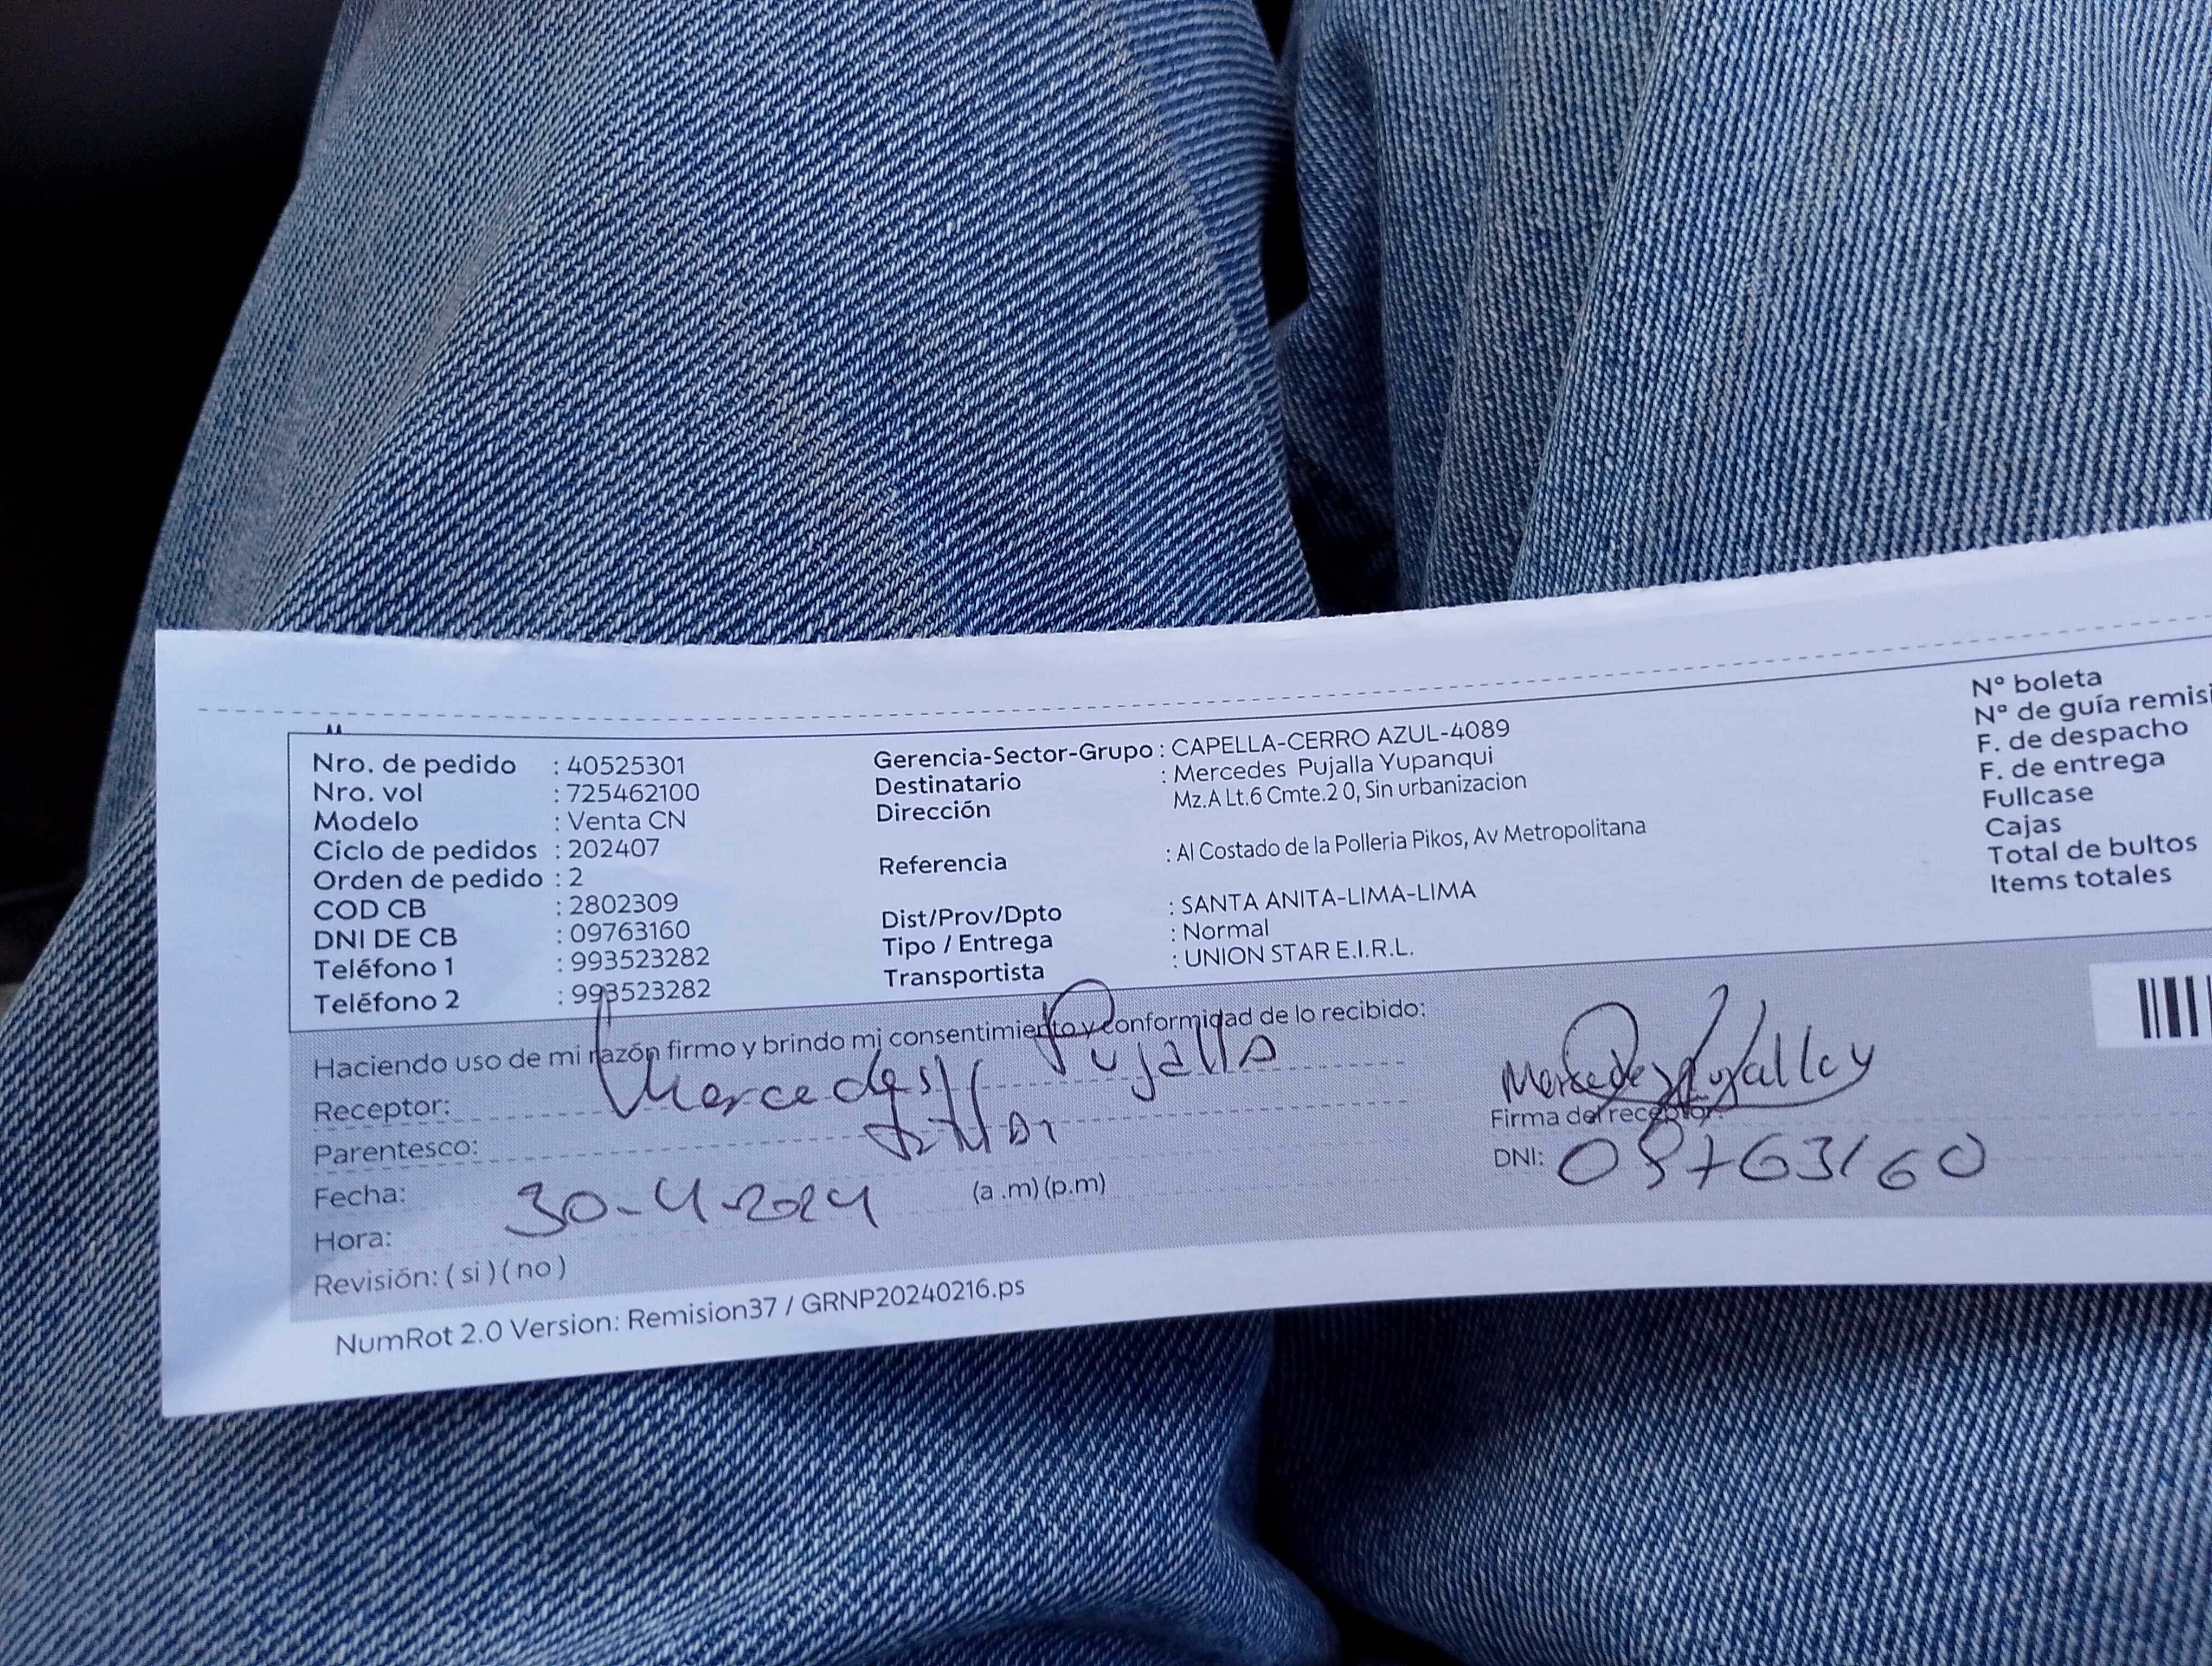 Nro. de pedido : 40525301
Nro. vol : 725462100
Modelo : Venta CN
Ciclo de pedidos : 202407
Orden de pedido : 2
COD CB : 2802309
DNI DE CB : 09763160
Teléfono 1 : 993523282
Teléfono 2 : 993523282
Gerencia-Sector-Grupo : CAPELLA-CERRO AZUL-4089
Destinatario : Mercedes Pujalla Yupanqui
Dirección Mz.A Lt.6 Cmte.2 0, Sin urbanizacion
Referencia : Al Costado de la Polleria Pikos, Av Metropolitana
Dist/Prov/Dpto : SANTA ANITA-LIMA-LIMA
Tipo / Entrega : Normal
Transportista : UNION STAR E.I.R.L.
Nº boleta
Nº de guía remisi
F. de despacho
F. de entrega
Fullcase
Cajas
Total de bultos
Items totales
Haciendo uso de mi razón firmo y brindo mi consentimiento y conformidad de lo recibido:
Receptor: Mercedes Pujalla
Parentesco:
Fecha: 30-4-2024 (a .m) (p.m)
Hora:
Revisión: ( si ) ( no )
Firma del receptor:
DNI: 09763160
NumRot 2.0 Version: Remision37 / GRNP20240216.ps